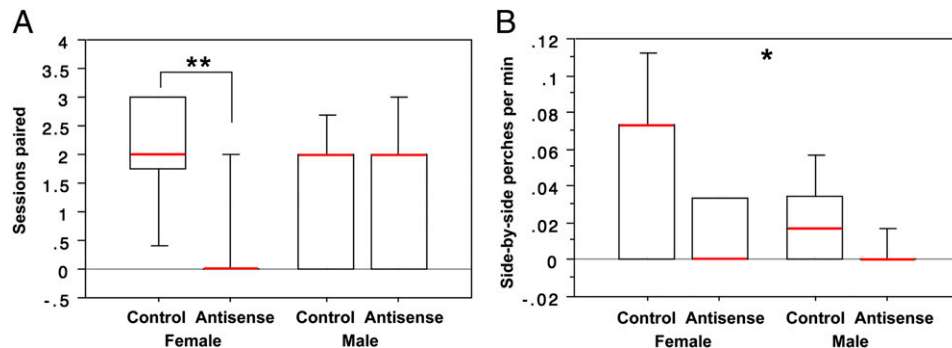 A
Sessions paired
4
3.5
3
2.5
2
1.5
1
.5
0
-.5
**
Control Antisense Control Antisense
Female Male
B
Side-by-side perches per min
.12
.1
.08
.06
.04
.02
0
-.02
*
Control Antisense Control Antisense
Female Male